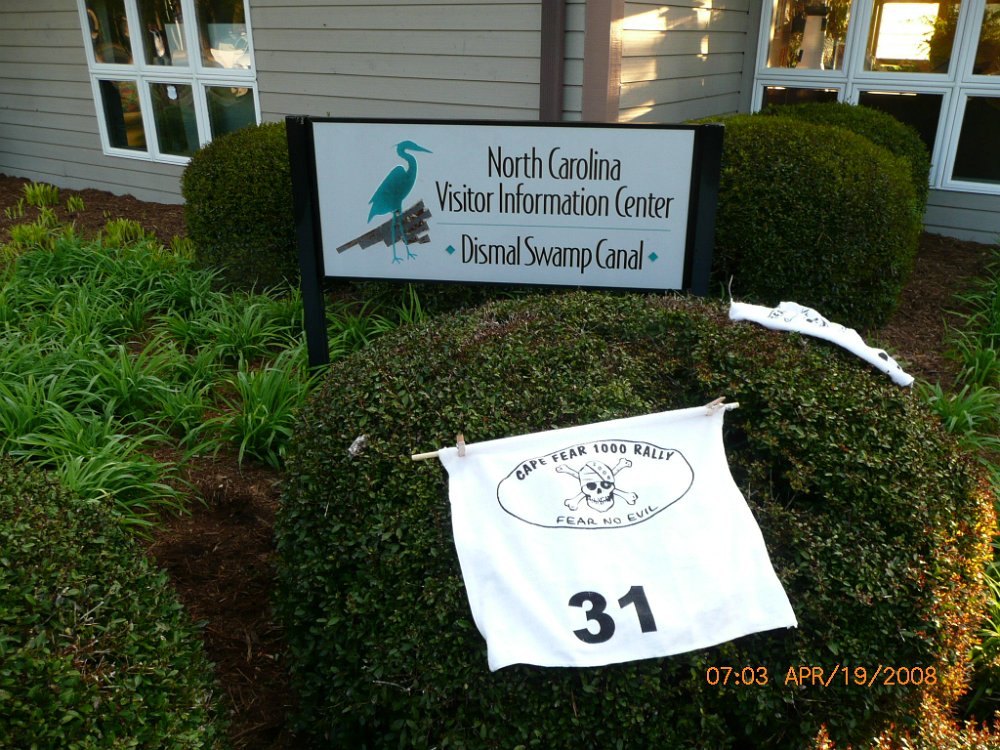 North Carolina
Visitor Information Center
Dismal Swamp Canal
CAPE FEAR 1000 RALLY
FEAR NO EVIL
31
07:03 APR/19/2008